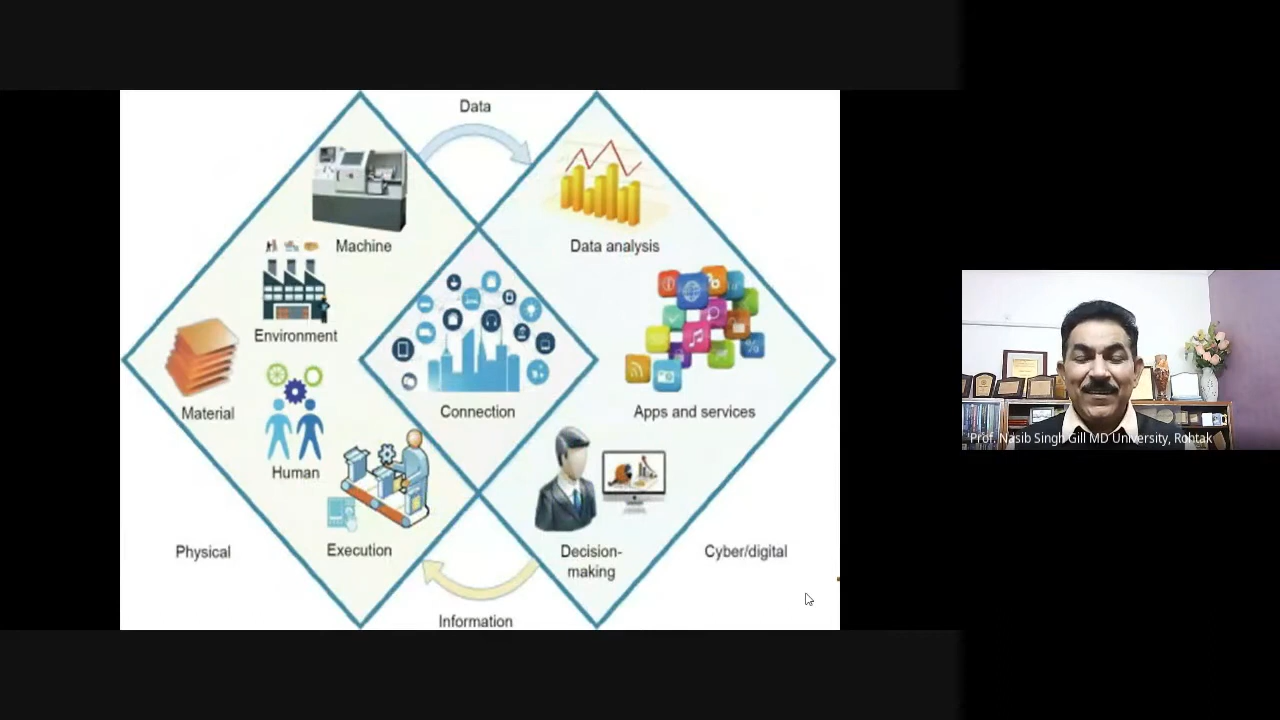 Data
Machine
Data analysis
Environment
Material
Connection
Apps and services
Human
Physical
Execution
Decision-
making
Cyber/digital
Information
'Prof. Nasib Singh Gill MD University, Rohtak